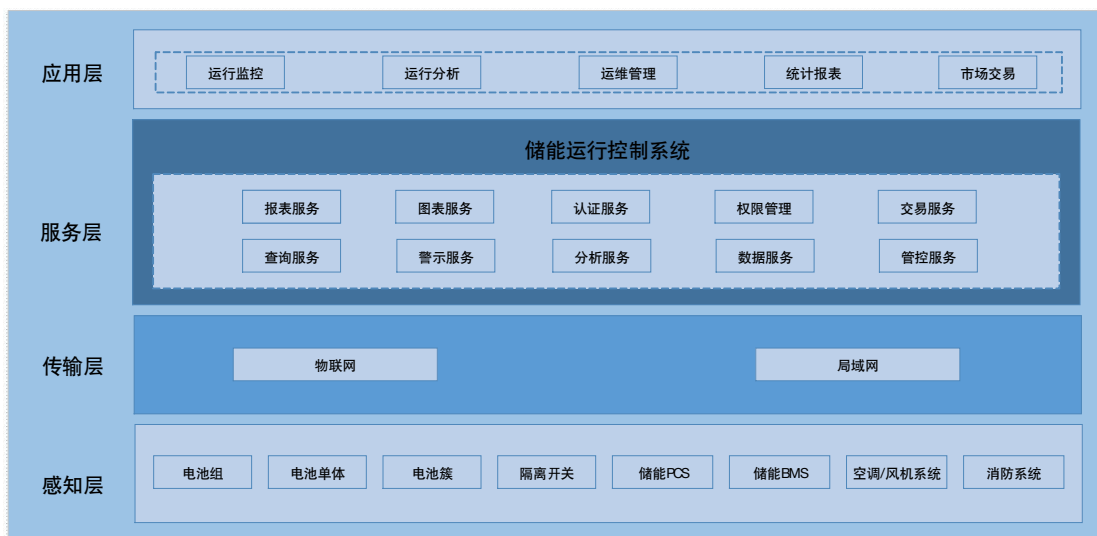 应用层
运行监控 运行分析 运维管理 统计报表 市场交易
储能运行控制系统
服务层
报表服务 图表服务 认证服务 权限管理 交易服务
查询服务 警示服务 分析服务 数据服务 管控服务
传输层
物联网 局域网
感知层
电池组 电池单体 电池簇 隔离开关 储能PCS 储能BMS 空调/风机系统 消防系统